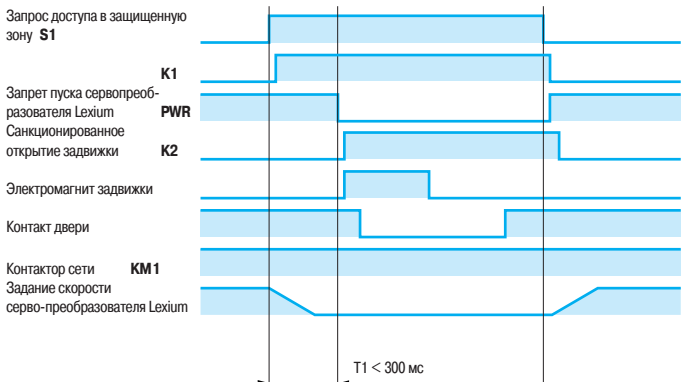 Запрос доступа в защищенную
зону S1
K1
Запрет пуска сервопреоб-
разователя Lexium PWR
Санкционированное
открытие задвижки K2
Электромагнит задвижки
Контакт двери
Контактор сети KM1
Задание скорости
серво-преобразователя Lexium
T1 < 300 мс